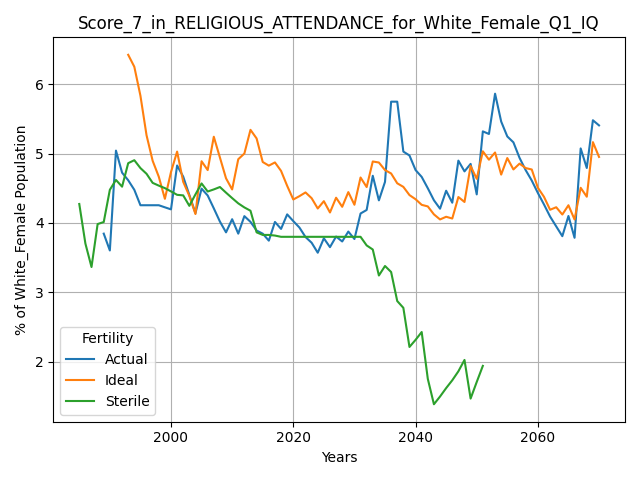 Score_7_in_RELIGIOUS_ATTENDANCE_for_White_Female_Q1_IQ
% of White_Female Population
6
5
4
3
2
Fertility
Actual
Ideal
Sterile
2000
2020
2040
2060
Years